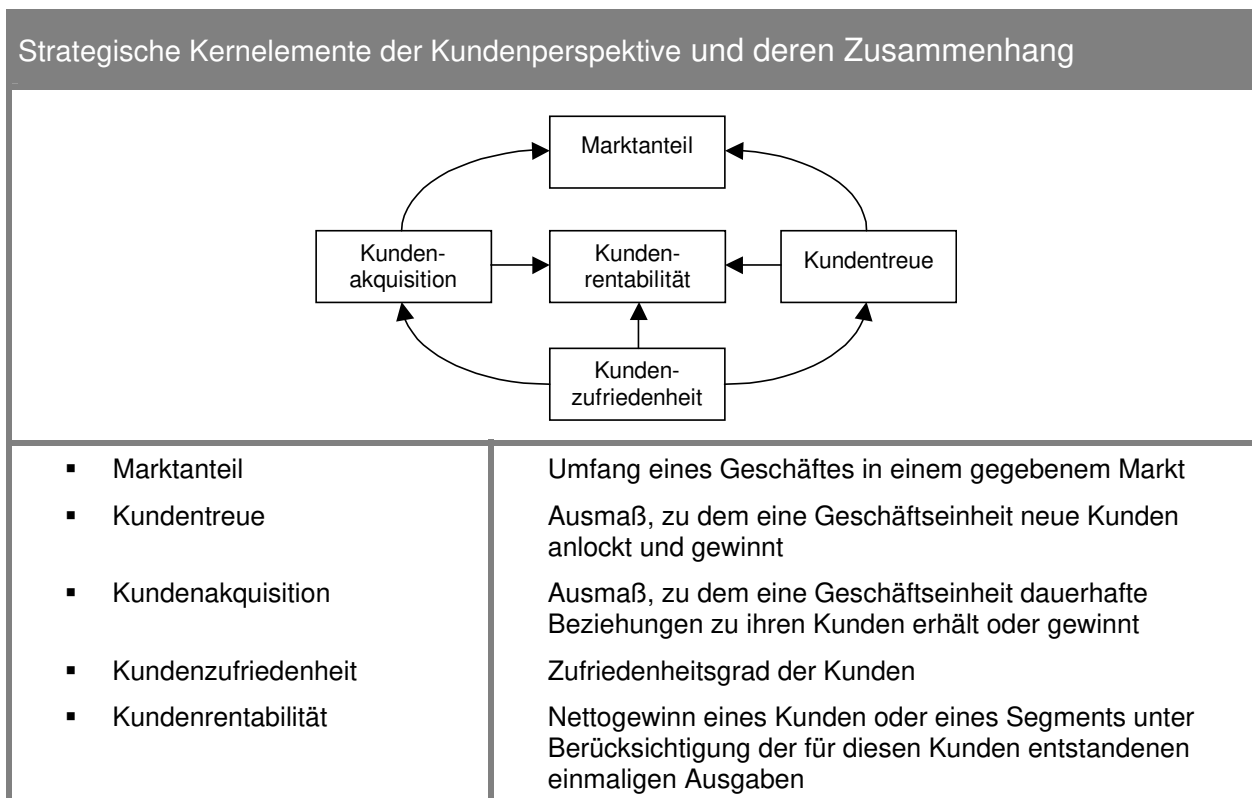 Strategische Kernelemente der Kundenperspektive und deren Zusammenhang
Marktanteil
Kunden-
akquisition
Kunden-
rentabilität
Kundentreue
Kunden-
zufriedenheit
▪ Marktanteil
Umfang eines Geschäftes in einem gegebenem Markt
▪ Kundentreue
Ausmaß, zu dem eine Geschäftseinheit neue Kunden
anlockt und gewinnt
▪ Kundenakquisition
Ausmaß, zu dem eine Geschäftseinheit dauerhafte
Beziehungen zu ihren Kunden erhält oder gewinnt
▪ Kundenzufriedenheit
Zufriedenheitsgrad der Kunden
▪ Kundenrentabilität
Nettogewinn eines Kunden oder eines Segments unter
Berücksichtigung der für diesen Kunden entstandenen
einmaligen Ausgaben